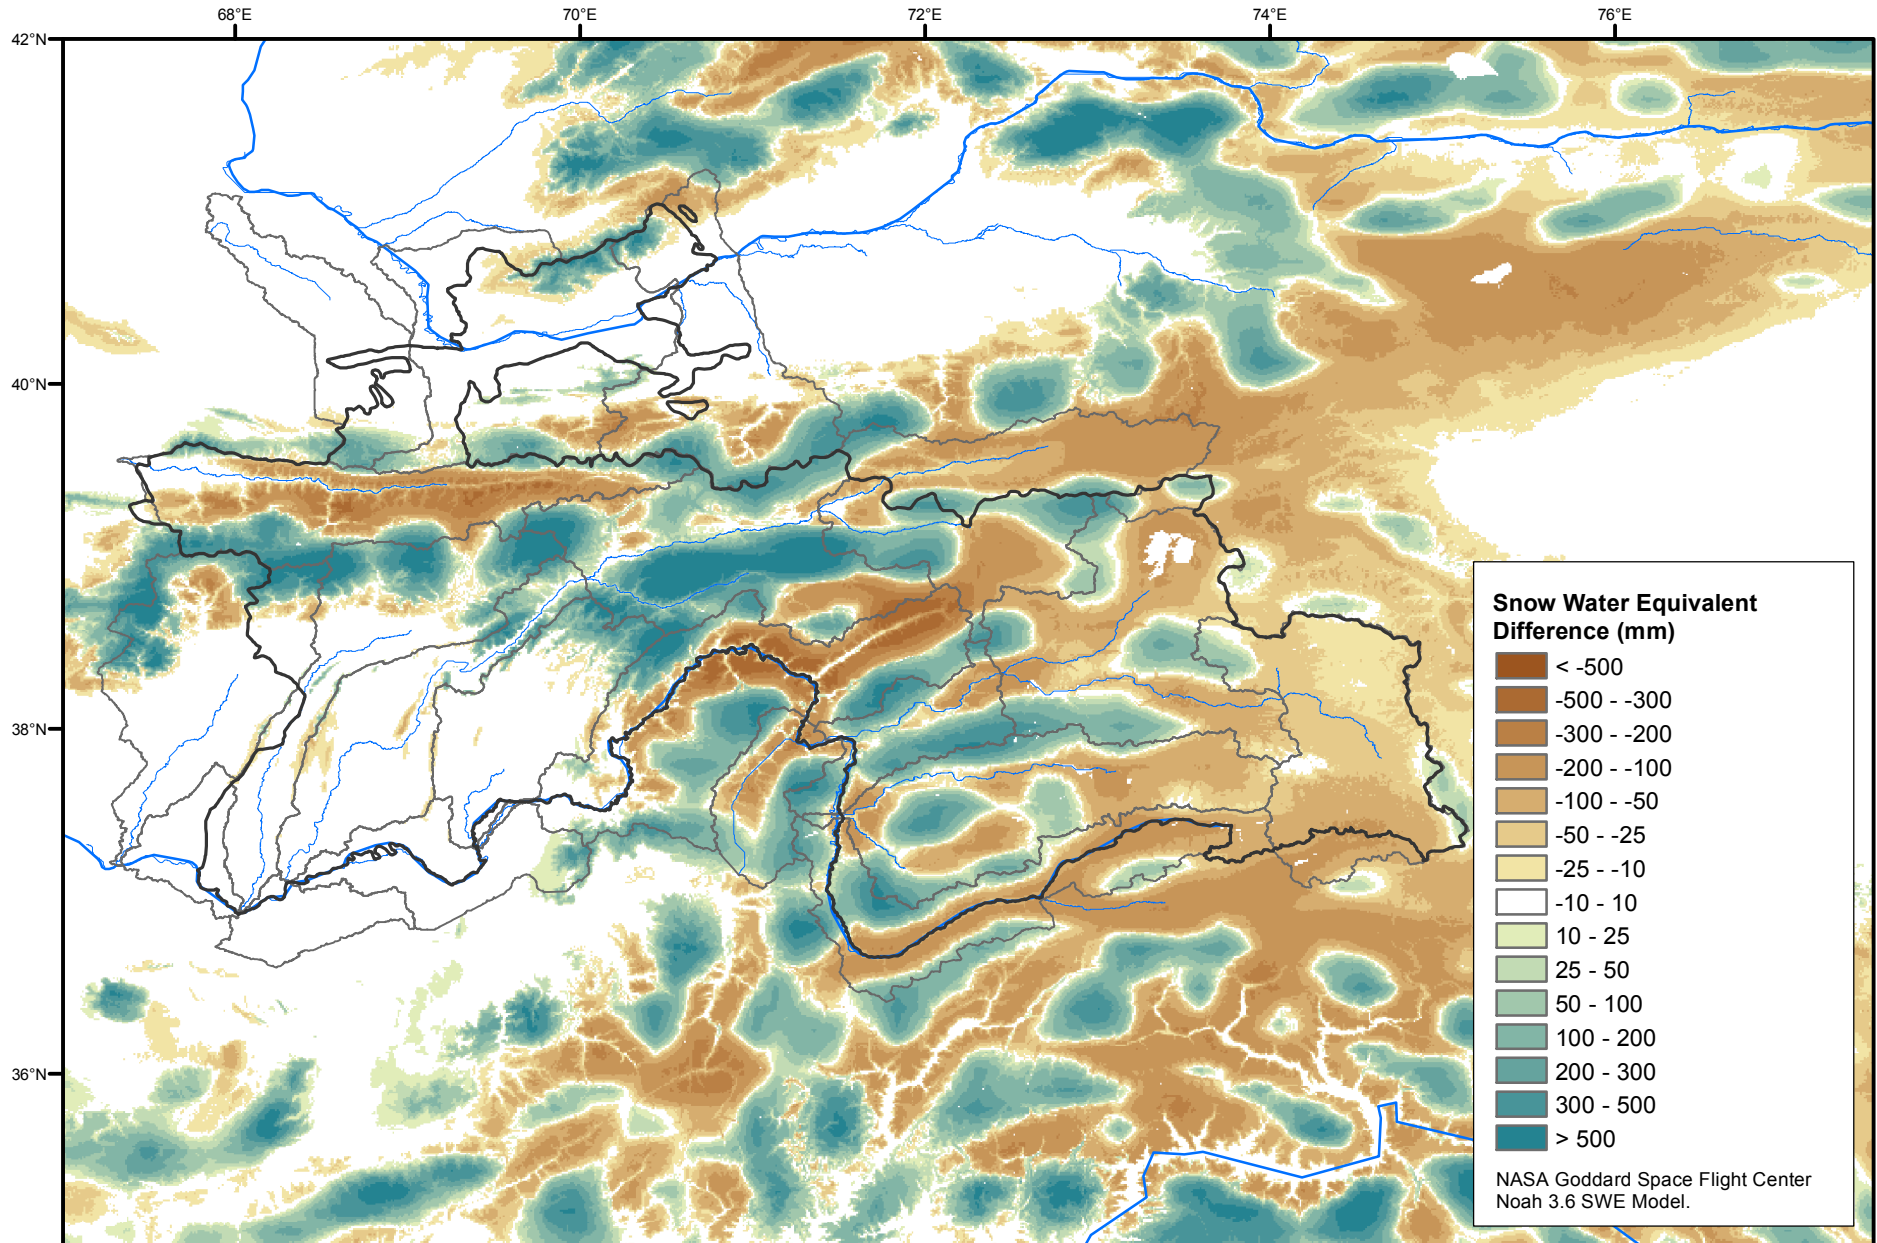 68°E 70°E 72°E 74°E 76°E
42°N
40°N
38°N
36°N
Snow Water Equivalent
Difference (mm)
< -500
-500 - -300
-300 - -200
-200 - -100
-100 - -50
-50 - -25
-25 - -10
-10 - 10
10 - 25
25 - 50
50 - 100
100 - 200
200 - 300
300 - 500
> 500
NASA Goddard Space Flight Center
Noah 3.6 SWE Model.